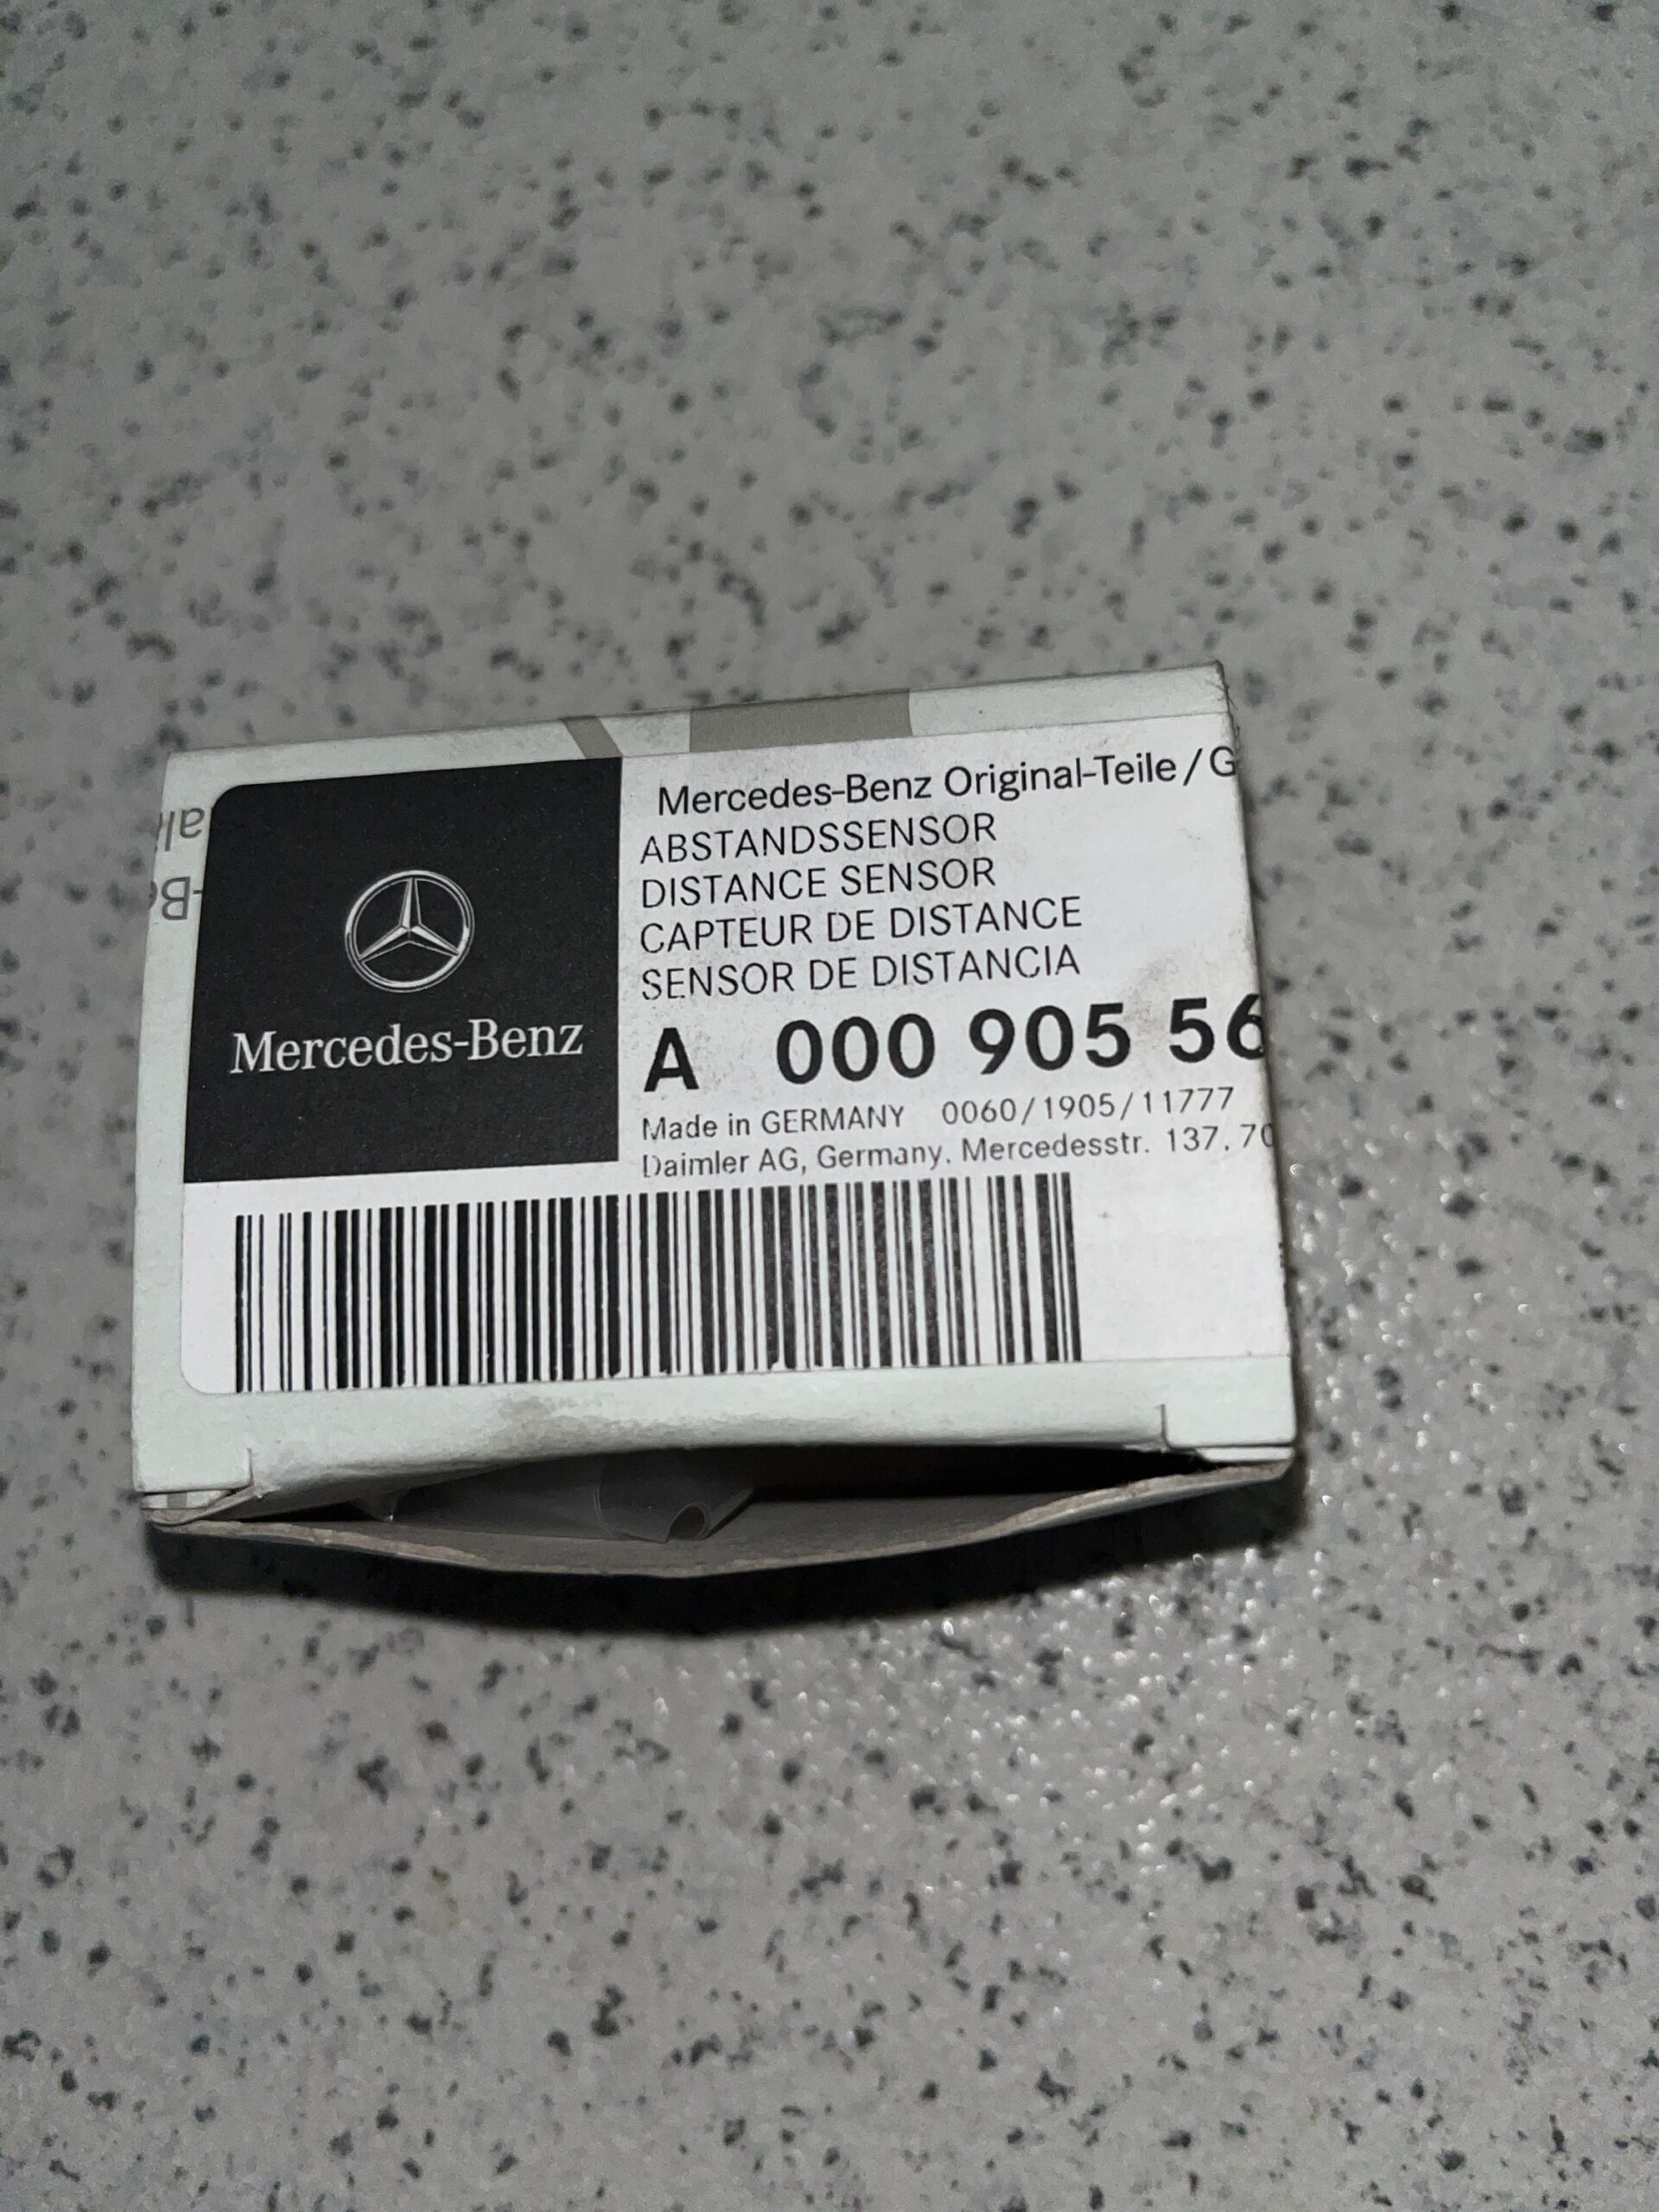 Mercedes-Benz
Mercedes-Benz Original-Teile / G
ABSTANDSSENSOR
DISTANCE SENSOR
CAPTEUR DE DISTANCE
SENSOR DE DISTANCIA
A 000 905 56
Made in GERMANY 0060/1905/11777
Daimler AG, Germany. Mercedesstr. 137. 70